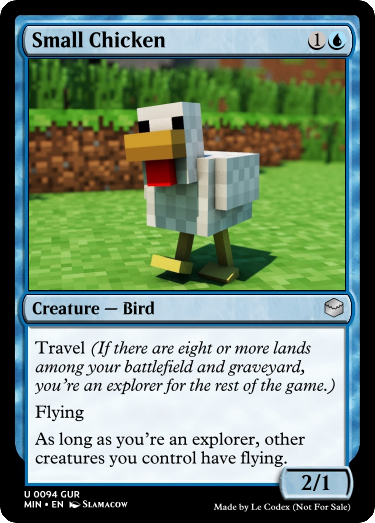 Small Chicken 1
Creature — Bird
Travel (If there are eight or more lands
among your battlefield and graveyard,
you're an explorer for the rest of the game.)
Flying
As long as you're an explorer, other
creatures you control have flying.
2/1
U 0094 GUR
MIN • EN SLAMACOW
Made by Le Codex (Not For Sale)